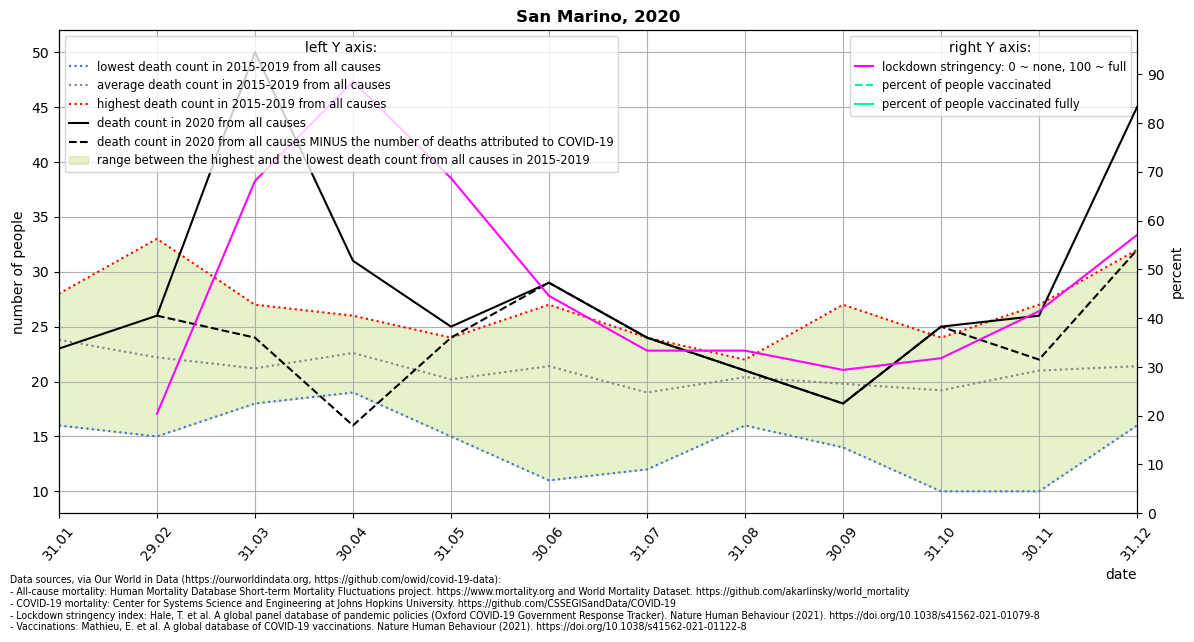 San Marino, 2020
left Y axis:
lowest death count in 2015-2019 from all causes
average death count in 2015-2019 from all causes
highest death count in 2015-2019 from all causes
death count in 2020 from all causes
death count in 2020 from all causes MINUS the number of deaths attributed to COVID-19
range between the highest and the lowest death count from all causes in 2015-2019
right Y axis:
lockdown stringency: 0 ~ none, 100 ~ full
percent of people vaccinated
percent of people vaccinated fully
number of people
50
45
40
35
30
25
20
15
10
90
80
70
60
50
40
30
20
10
0
percent
31.01
29.02
31.03
30.04
31.05
30.06
31.07
31.08
30.09
31.10
30.11
31.12
date
Data sources, via Our World in Data (https://ourworldindata.org, https://github.com/owid/covid-19-data):
- All-cause mortality: Human Mortality Database Short-term Mortality Fluctuations project. https://www.mortality.org and World Mortality Dataset. https://github.com/akarlinsky/world_mortality
- COVID-19 mortality: Center for Systems Science and Engineering at Johns Hopkins University. https://github.com/CSSEGISandData/COVID-19
- Lockdown stringency index: Hale, T. et al. A global panel database of pandemic policies (Oxford COVID-19 Government Response Tracker). Nature Human Behaviour (2021). https://doi.org/10.1038/s41562-021-01079-8
- Vaccinations: Mathieu, E. et al. A global database of COVID-19 vaccinations. Nature Human Behaviour (2021). https://doi.org/10.1038/s41562-021-01122-8